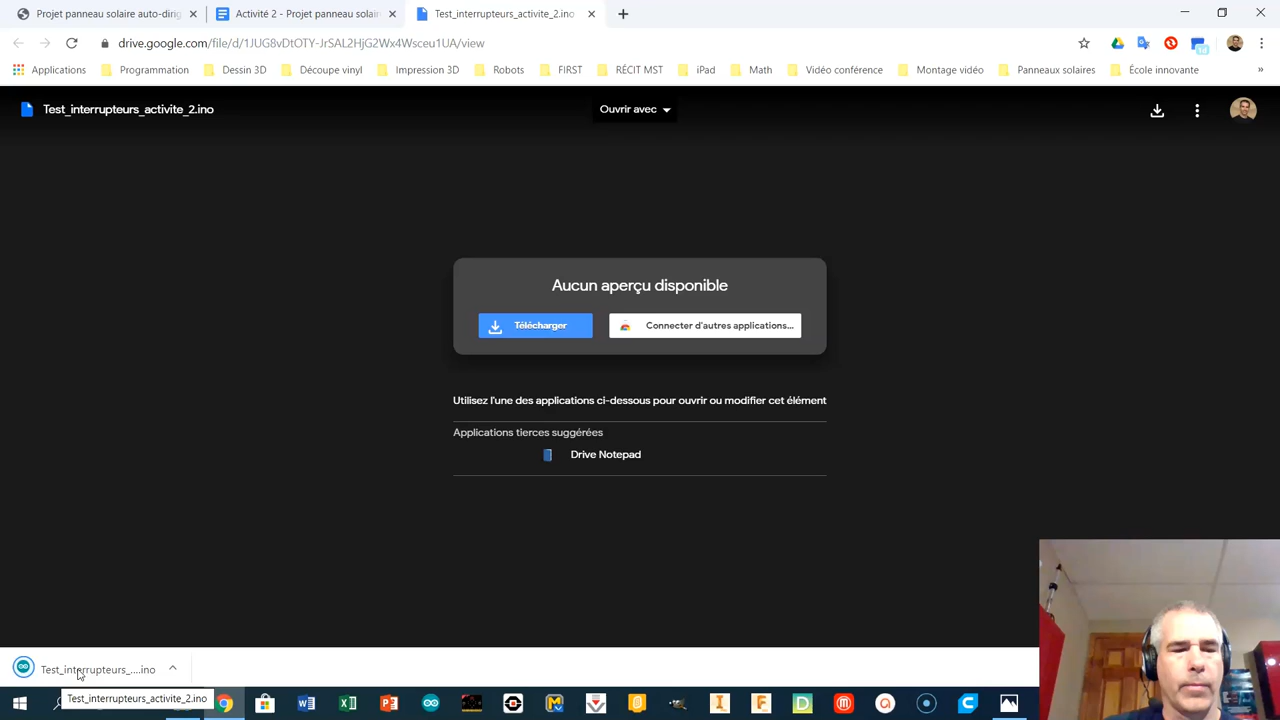 Projet panneau solaire auto-dirig
Activité 2 - Projet panneau solair
Test_interrupteurs_activite_2.ino
drive.google.com/file/d/1JUG8vDtOTY-JrSAL2HjG2Wx4Wsceu1UA/view
Applications
Programmation
Dessin 3D
Découpe vinyl
Impression 3D
Robots
FIRST
RÉCIT MST
iPad
Math
Vidéo conférence
Montage vidéo
Panneaux solaires
École innovante
»
Test_interrupteurs_activite_2.ino
Ouvrir avec
Aucun aperçu disponible
Télécharger
Connecter d'autres applications...
Utilisez l'une des applications ci-dessous pour ouvrir ou modifier cet élément
Applications tierces suggérées
Drive Notepad
Test_interrupteurs_....ino
Test_interrupteurs_activite_2.ino